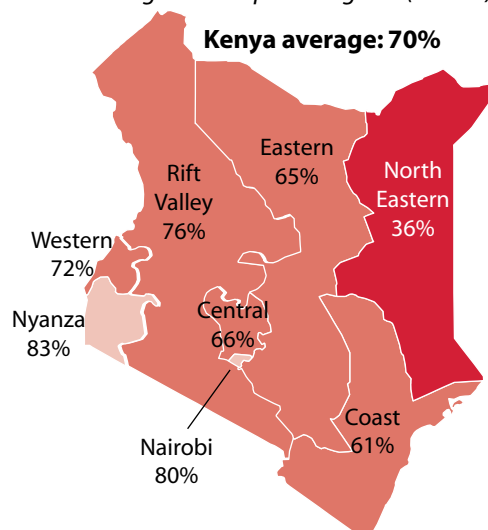 Kenya average: 70%
Eastern
65%
North
Eastern
36%
Rift
Valley
76%
Western
72%
Nyanza
83%
Central
66%
Coast
61%
Nairobi
80%